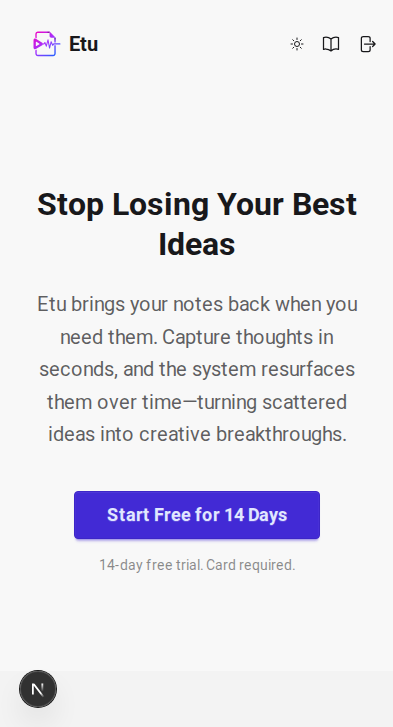 Etu
Stop Losing Your Best
Ideas
Etu brings your notes back when you
need them. Capture thoughts in
seconds, and the system resurfaces
them over time—turning scattered
ideas into creative breakthroughs.
Start Free for 14 Days
14-day free trial. Card required.
N